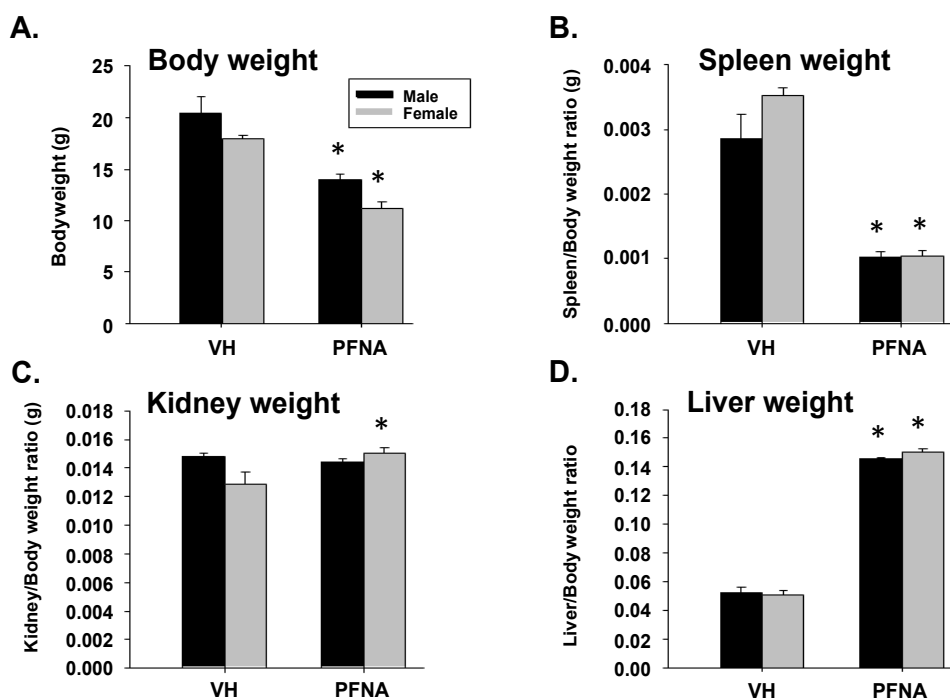 A.
Body weight
Bodyweight (g)
25
20
15
10
5
0
Male
Female
*
*
VH
PFNA
B.
Spleen weight
Spleen/Body weight ratio (g)
0.004
0.003
0.002
0.001
0.000
*
*
VH
PFNA
C.
Kidney weight
Kidney/Body weight ratio (g)
0.018
0.016
0.014
0.012
0.010
0.008
0.006
0.004
0.002
0.000
*
VH
PFNA
D.
Liver weight
Liver/Body weight ratio
0.18
0.16
0.14
0.12
0.10
0.08
0.06
0.04
0.02
0.00
*
*
VH
PFNA